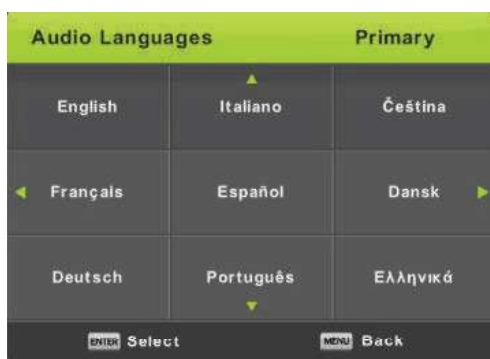 Audio Languages Primary
English Italiano Čeština
Français Español Dansk
Deutsch Português Ελληνικά
ENTER Select MENU Back